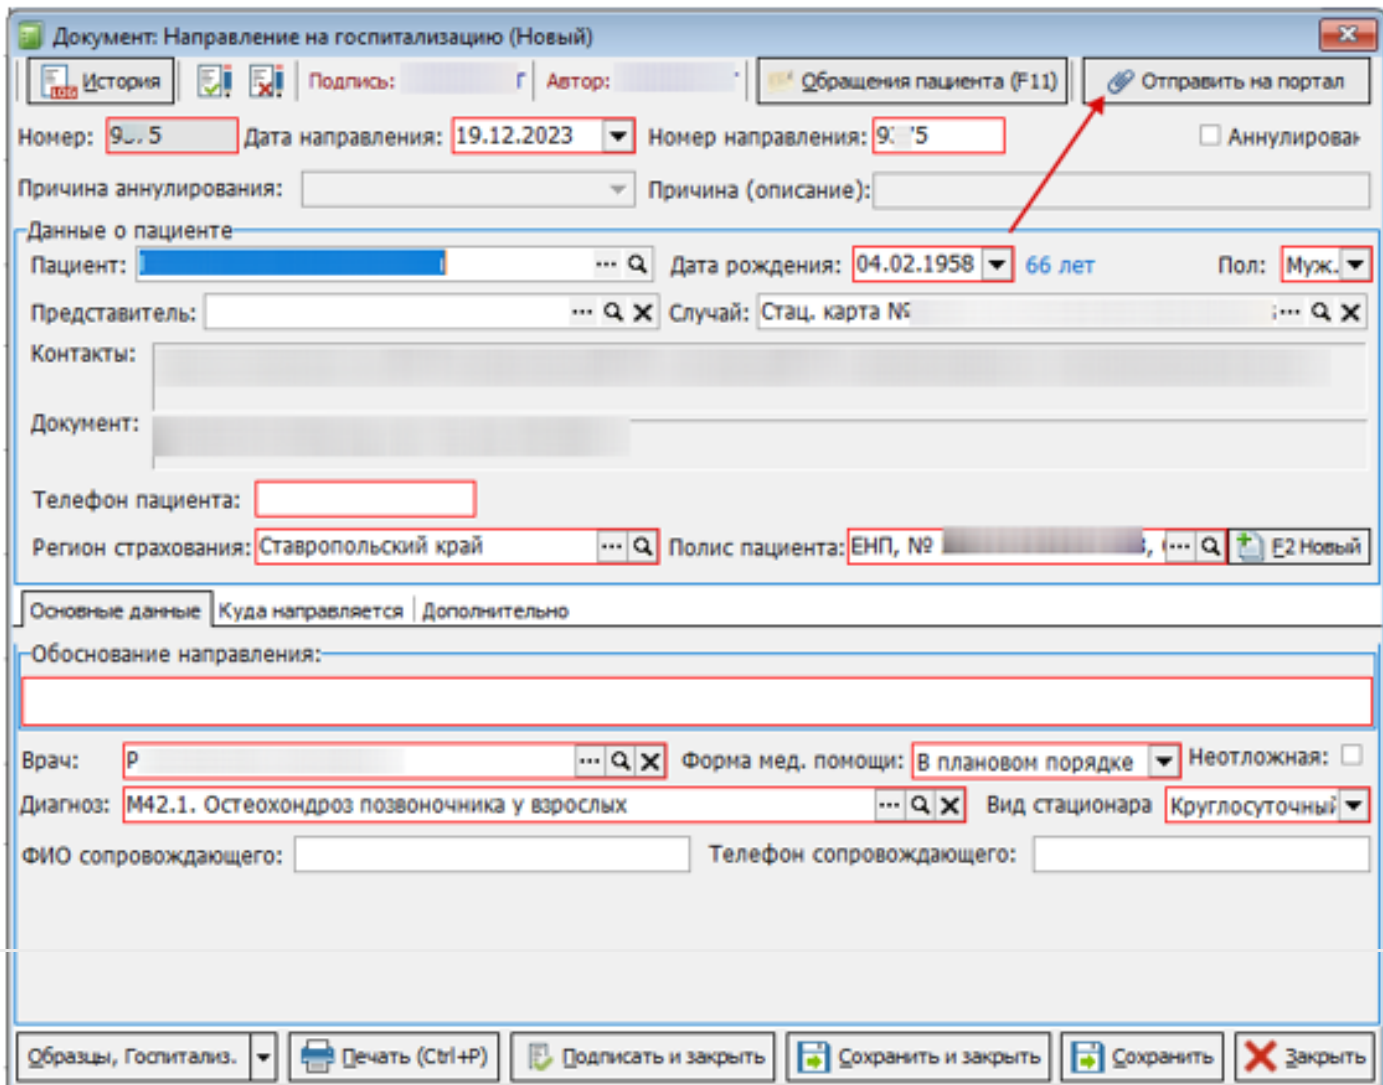 Документ: Направление на госпитализацию (Новый)
LOG История Подпись: Автор: Обращения пациента (F11) Отправить на портал
Номер: Дата направления: 19.12.2023 Номер направления: Аннулирован
Причина аннулирования: Причина (описание):
Данные о пациенте
Пациент: ... Дата рождения: 04.02.1958 66 лет Пол: Муж.
Представитель: ... Случай: Стац. карта № ...
Контакты:
Документ:
Телефон пациента:
Регион страхования: Ставропольский край ... Полис пациента: ЕНП, № ... F2 Новый
Основные данные Куда направляется Дополнительно
Обоснование направления:
Врач: Р ... Форма мед. помощи: В плановом порядке Неотложная:
Диагноз: M42.1. Остеохондроз позвоночника у взрослых ... Вид стационара Круглосуточный
ФИО сопровождающего: Телефон сопровождающего:
Образцы, Госпитализ. Печать (Ctrl+P) Подписать и закрыть Сохранить и закрыть Сохранить Закрыть